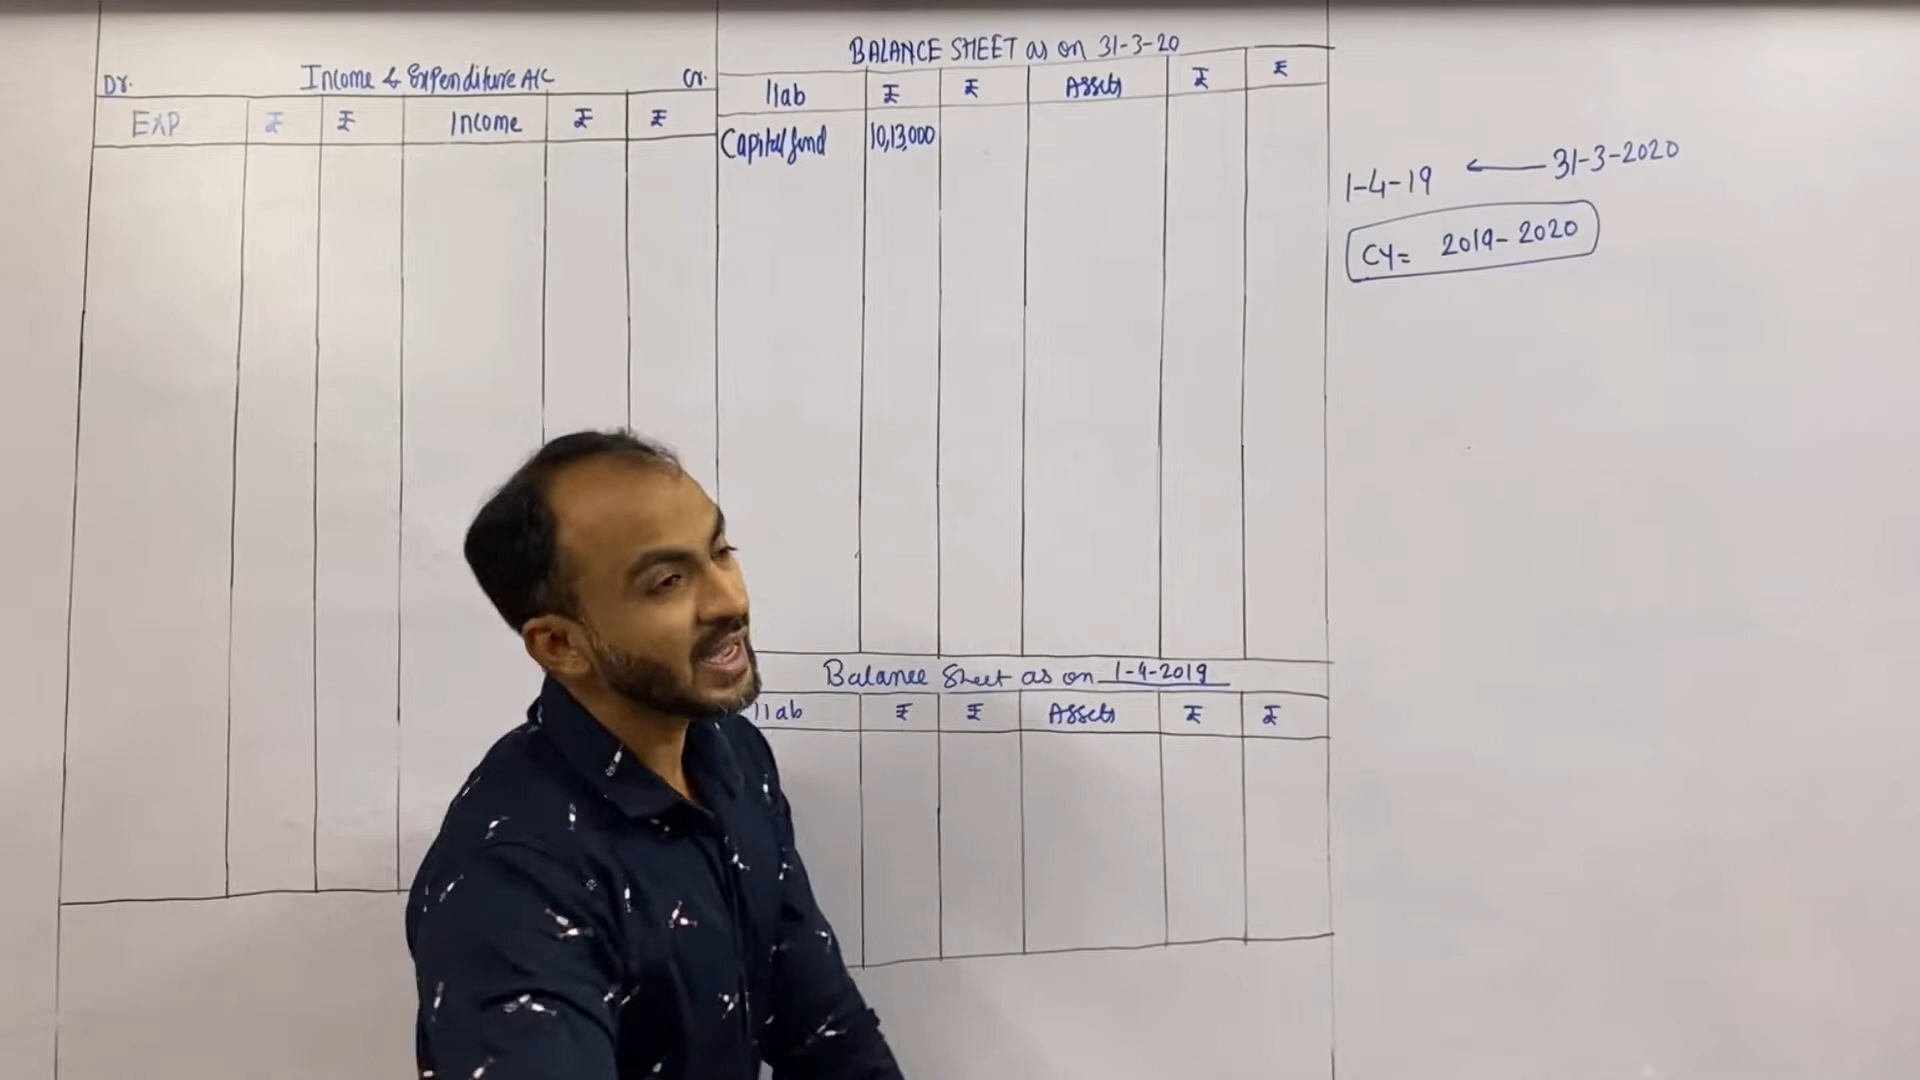 Dr. Income & Expenditure A/C Cr.
EXP ₹ ₹ Income ₹ ₹
BALANCE SHEET as on 31-3-20
liab ₹ ₹ Assets ₹ ₹
Capital fund 10,13,000
1-4-19 ← 31-3-2020
CY= 2019-2020
Balance Sheet as on 1-4-2019
liab ₹ ₹ Assets ₹ ₹